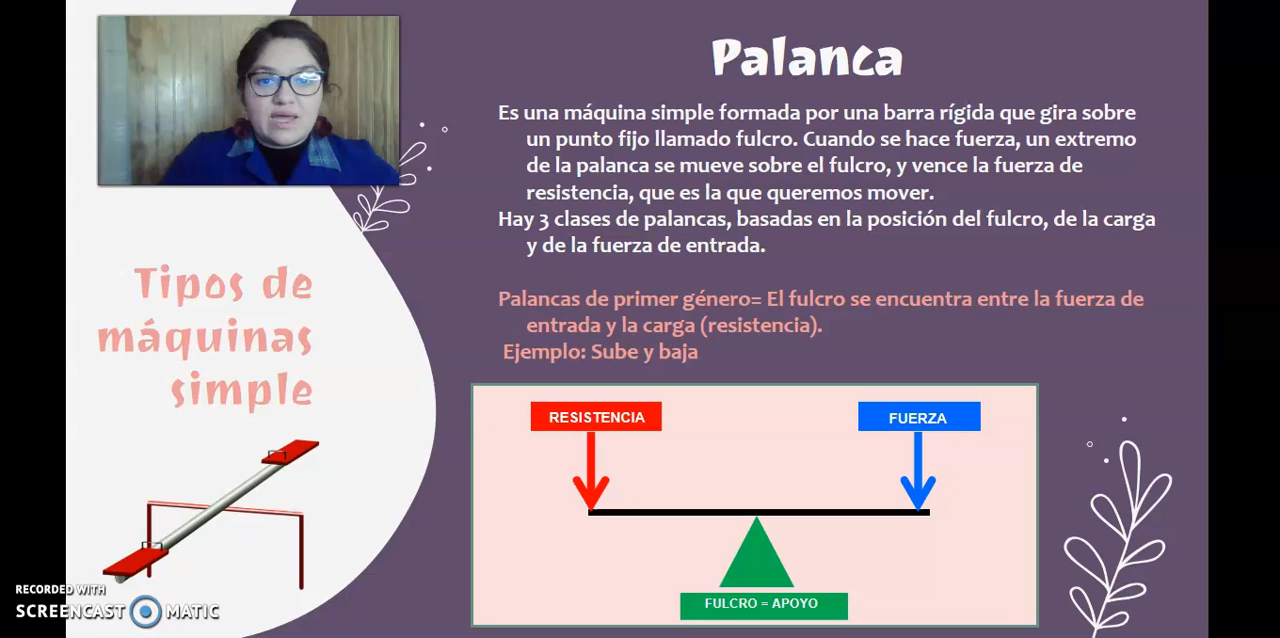 Palanca
Es una máquina simple formada por una barra rígida que gira sobre
un punto fijo llamado fulcro. Cuando se hace fuerza, un extremo
de la palanca se mueve sobre el fulcro, y vence la fuerza de
resistencia, que es la que queremos mover.
Hay 3 clases de palancas, basadas en la posición del fulcro, de la carga
y de la fuerza de entrada.
Palancas de primer género= El fulcro se encuentra entre la fuerza de
entrada y la carga (resistencia).
Ejemplo: Sube y baja
Tipos de
máquinas
simple
RESISTENCIA
FUERZA
FULCRO = APOYO
RECORDED WITH
SCREENCAST MATIC